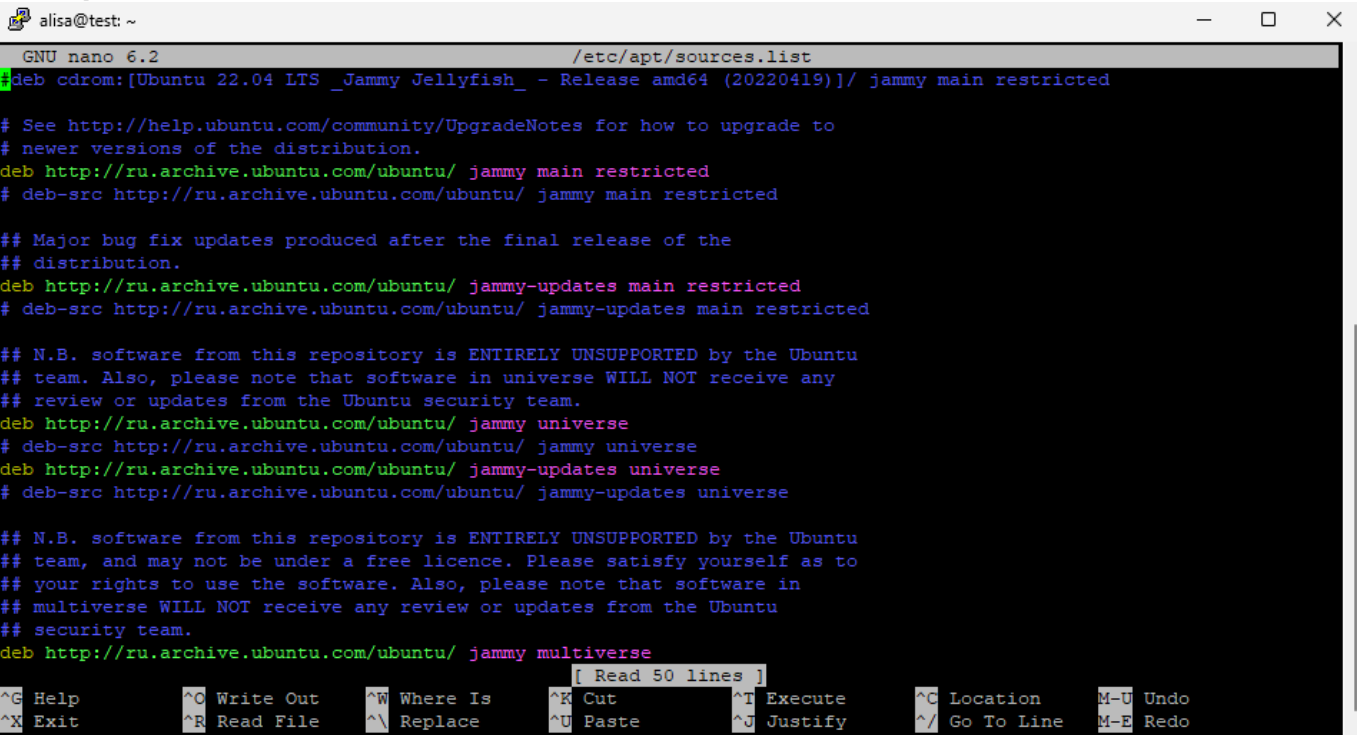 alisa@test: ~
GNU nano 6.2 /etc/apt/sources.list
#deb cdrom:[Ubuntu 22.04 LTS _Jammy Jellyfish_ - Release amd64 (20220419)]/ jammy main restricted
# See http://help.ubuntu.com/community/UpgradeNotes for how to upgrade to
# newer versions of the distribution.
deb http://ru.archive.ubuntu.com/ubuntu/ jammy main restricted
# deb-src http://ru.archive.ubuntu.com/ubuntu/ jammy main restricted
## Major bug fix updates produced after the final release of the
## distribution.
deb http://ru.archive.ubuntu.com/ubuntu/ jammy-updates main restricted
# deb-src http://ru.archive.ubuntu.com/ubuntu/ jammy-updates main restricted
## N.B. software from this repository is ENTIRELY UNSUPPORTED by the Ubuntu
## team. Also, please note that software in universe WILL NOT receive any
## review or updates from the Ubuntu security team.
deb http://ru.archive.ubuntu.com/ubuntu/ jammy universe
# deb-src http://ru.archive.ubuntu.com/ubuntu/ jammy universe
deb http://ru.archive.ubuntu.com/ubuntu/ jammy-updates universe
# deb-src http://ru.archive.ubuntu.com/ubuntu/ jammy-updates universe
## N.B. software from this repository is ENTIRELY UNSUPPORTED by the Ubuntu
## team, and may not be under a free licence. Please satisfy yourself as to
## your rights to use the software. Also, please note that software in
## multiverse WILL NOT receive any review or updates from the Ubuntu
## security team.
deb http://ru.archive.ubuntu.com/ubuntu/ jammy multiverse
[ Read 50 lines ]
^G Help ^O Write Out ^W Where Is ^K Cut ^T Execute ^C Location M-U Undo
^X Exit ^R Read File ^\ Replace ^U Paste ^J Justify ^/ Go To Line M-E Redo